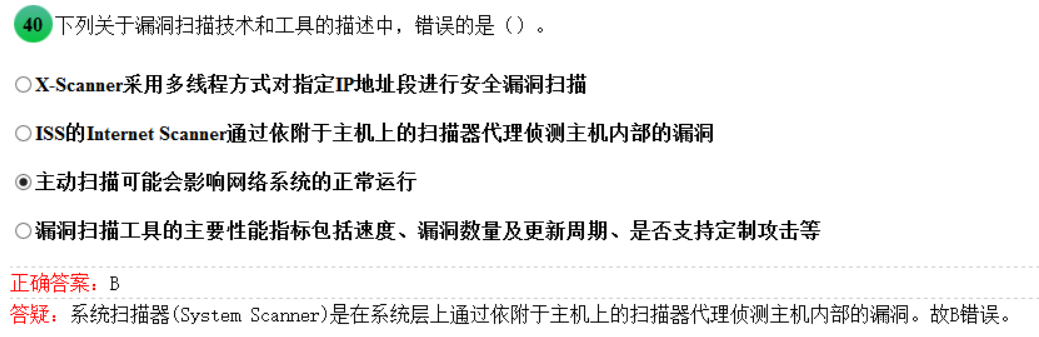 40 下列关于漏洞扫描技术和工具的描述中，错误的是（）。
X-Scanner采用多线程方式对指定IP地址段进行安全漏洞扫描
ISS的Internet Scanner通过依附于主机上的扫描器代理侦测主机内部的漏洞
主动扫描可能会影响网络系统的正常运行
漏洞扫描工具的主要性能指标包括速度、漏洞数量及更新周期、是否支持定制攻击等
正确答案：B
答疑：系统扫描器(System Scanner)是在系统层上通过依附于主机上的扫描器代理侦测主机内部的漏洞。故B错误。